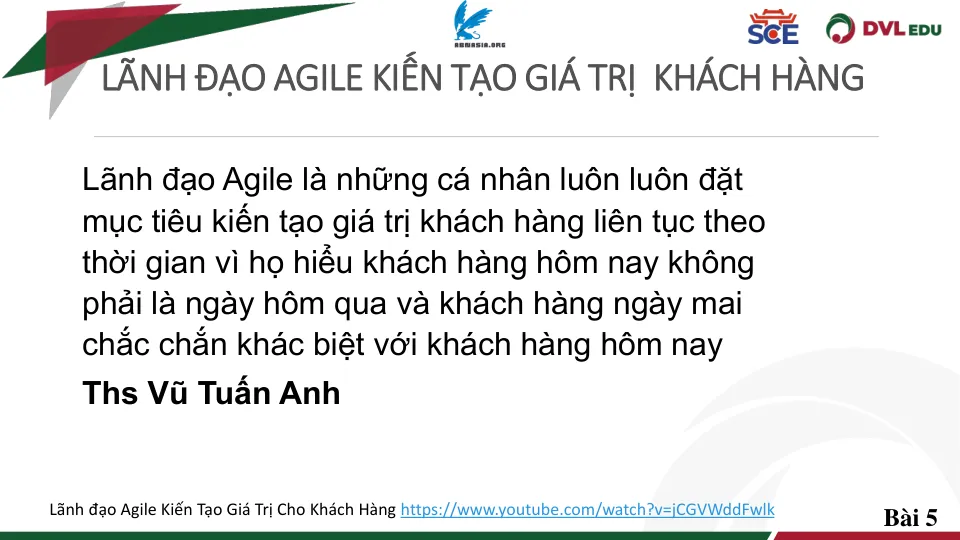 AHMASIA.ORG
SCE
DVL EDU
LÃNH ĐẠO AGILE KIẾN TẠO GIÁ TRỊ KHÁCH HÀNG
Lãnh đạo Agile là những cá nhân luôn luôn đặt
mục tiêu kiến tạo giá trị khách hàng liên tục theo
thời gian vì họ hiểu khách hàng hôm nay không
phải là ngày hôm qua và khách hàng ngày mai
chắc chắn khác biệt với khách hàng hôm nay
Ths Vũ Tuấn Anh
Lãnh đạo Agile Kiến Tạo Giá Trị Cho Khách Hàng https://www.youtube.com/watch?v=jCGVWddFwlk
Bài 5